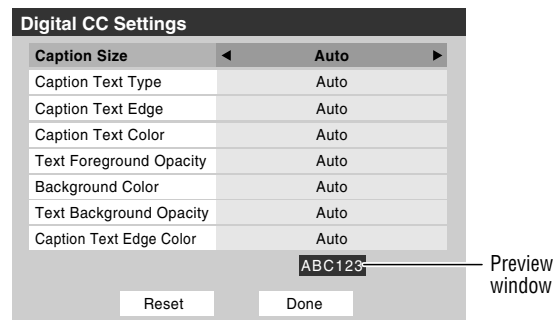 Digital CC Settings
Caption Size ◀ Auto ▶
Caption Text Type Auto
Caption Text Edge Auto
Caption Text Color Auto
Text Foreground Opacity Auto
Background Color Auto
Text Background Opacity Auto
Caption Text Edge Color Auto
ABC123
Preview
window
Reset Done